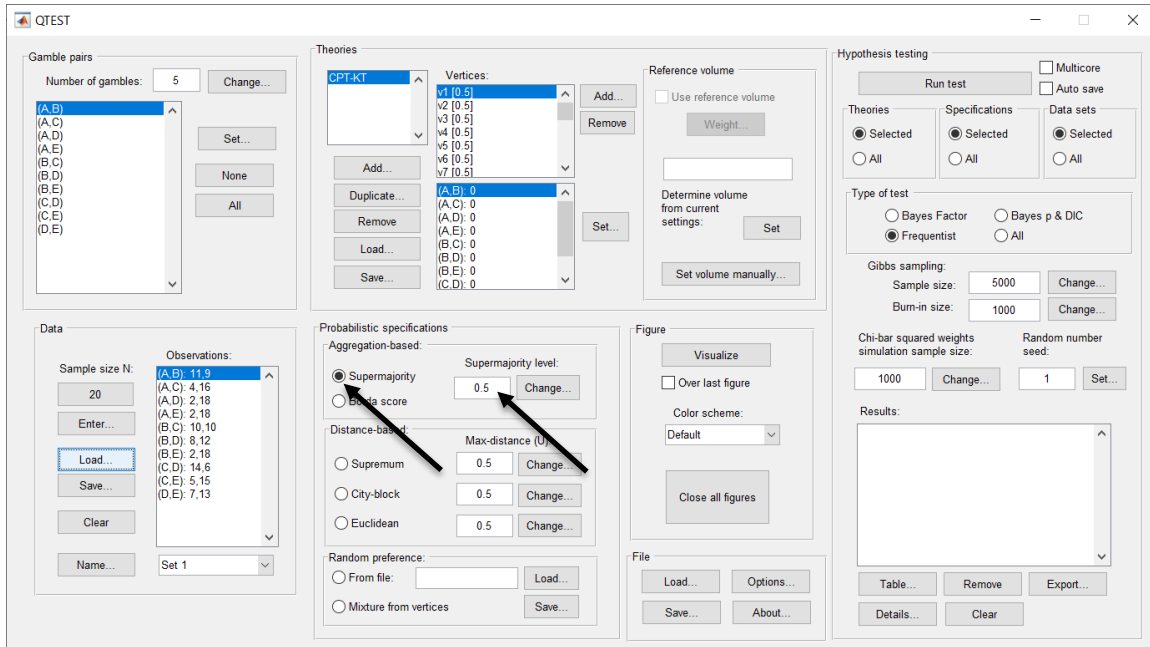 QTEST
Gamble pairs
Number of gambles: 5 Change...
(A,B)
(A,C)
(A,D)
(A,E)
(B,C)
(B,D)
(B,E)
(C,D)
(C,E)
(D,E)
Set...
None
All
Theories
CPT-KT
Add...
Duplicate...
Remove
Load...
Save...
Vertices:
v1 [0.5]
v2 [0.5]
v3 [0.5]
v4 [0.5]
v5 [0.5]
v6 [0.5]
v7 [0.5]
Add...
Remove
(A,B): 0
(A,C): 0
(A,D): 0
(A,E): 0
(B,C): 0
(B,D): 0
(B,E): 0
(C,D): 0
Set...
Reference volume
Use reference volume
Weight...
Determine volume
from current
settings:
Set
Set volume manually...
Hypothesis testing
Run test
Multicore
Auto save
Theories
Selected
All
Specifications
Selected
All
Data sets
Selected
All
Type of test
Bayes Factor
Bayes p & DIC
Frequentist
All
Gibbs sampling:
Sample size: 5000 Change...
Burn-in size: 1000 Change...
Chi-bar squared weights
simulation sample size:
1000 Change...
Random number
seed:
1 Set...
Results:
Table...
Remove
Export...
Details...
Clear
Data
Sample size N:
20
Enter...
Load...
Save...
Clear
Name...
Observations:
(A,B): 11,9
(A,C): 4,16
(A,D): 2,18
(A,E): 2,18
(B,C): 10,10
(B,D): 8,12
(B,E): 2,18
(C,D): 14,6
(C,E): 5,15
(D,E): 7,13
Set 1
Probabilistic specifications
Aggregation-based:
Supermajority
Supermajority level:
0.5 Change...
score
Distance-based:
Max-distance (U)
Supremum 0.5 Change...
City-block 0.5 Change...
Euclidean 0.5 Change...
Random preference:
From file: Load...
Mixture from vertices Save...
Figure
Visualize
Over last figure
Color scheme:
Default
Close all figures
File
Load...
Options...
Save...
About...